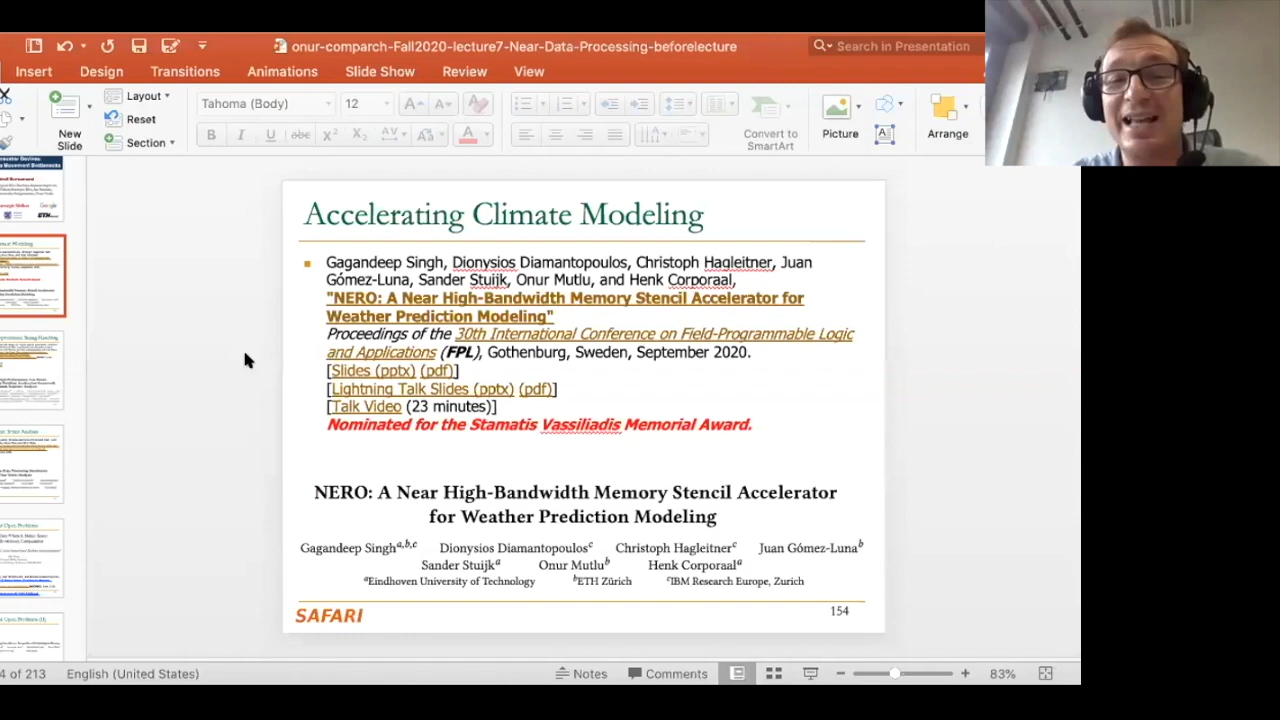 onur-comparch-Fall2020-lecture7-Near-Data-Processing-beforelecture
Search in Presentation
Insert Design Transitions Animations Slide Show Review View
Layout
Tahoma (Body) 12
New
Slide
Reset
Section
Convert to
SmartArt
Picture
Arrange
Accelerating Climate Modeling
Gagandeep Singh, Dionysios Diamantopoulos, Christoph Hagleitner, Juan
Gómez-Luna, Sander Stuijk, Onur Mutlu, and Henk Corporaal,
"NERO: A Near High-Bandwidth Memory Stencil Accelerator for
Weather Prediction Modeling"
Proceedings of the 30th International Conference on Field-Programmable Logic
and Applications (FPL), Gothenburg, Sweden, September 2020.
[Slides (pptx) (pdf)]
[Lightning Talk Slides (pptx) (pdf)]
[Talk Video (23 minutes)]
Nominated for the Stamatis Vassiliadis Memorial Award.
NERO: A Near High-Bandwidth Memory Stencil Accelerator
for Weather Prediction Modeling
Gagandeep Singh^a,b,c Dionysios Diamantopoulos^c Christoph Hagleitner^c Juan Gómez-Luna^b
Sander Stuijk^a Onur Mutlu^b Henk Corporaal^a
^aEindhoven University of Technology ^bETH Zürich ^cIBM Research Europe, Zurich
SAFARI
154
4 of 213 English (United States) Notes Comments 83%